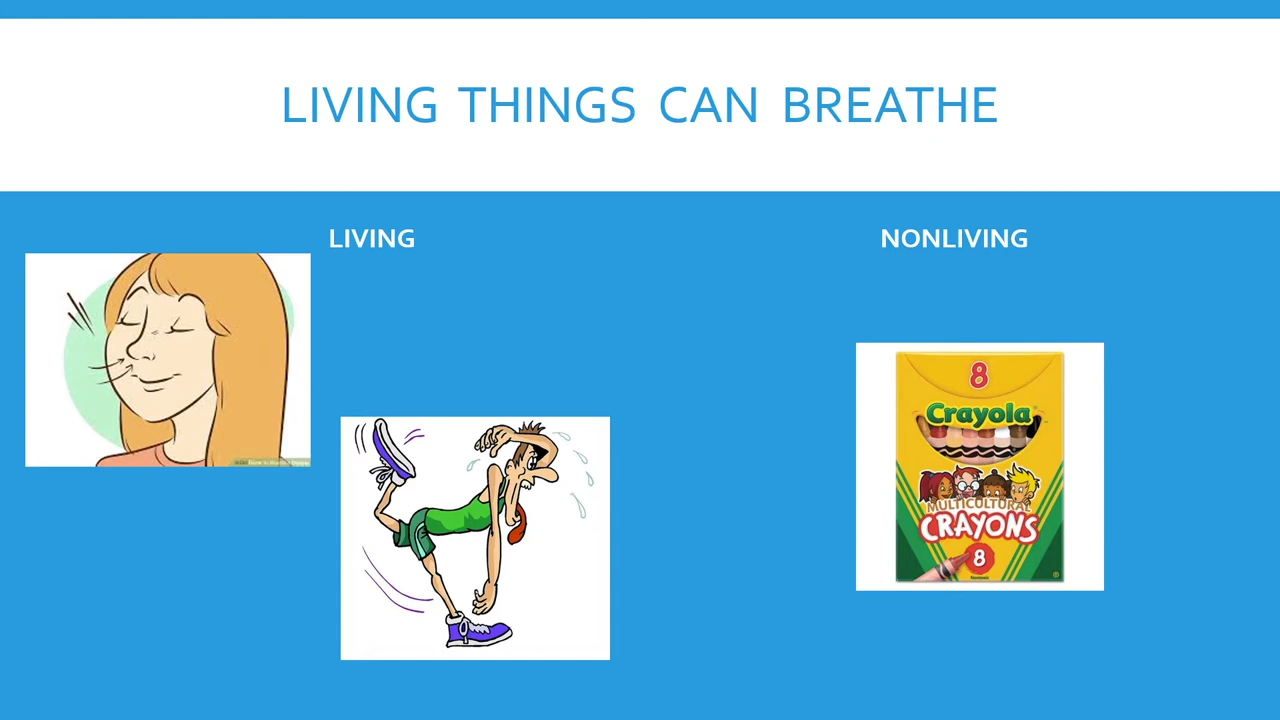 LIVING THINGS CAN BREATHE
LIVING
NONLIVING
8
Crayola
MULTICULTURAL
CRAYONS
8